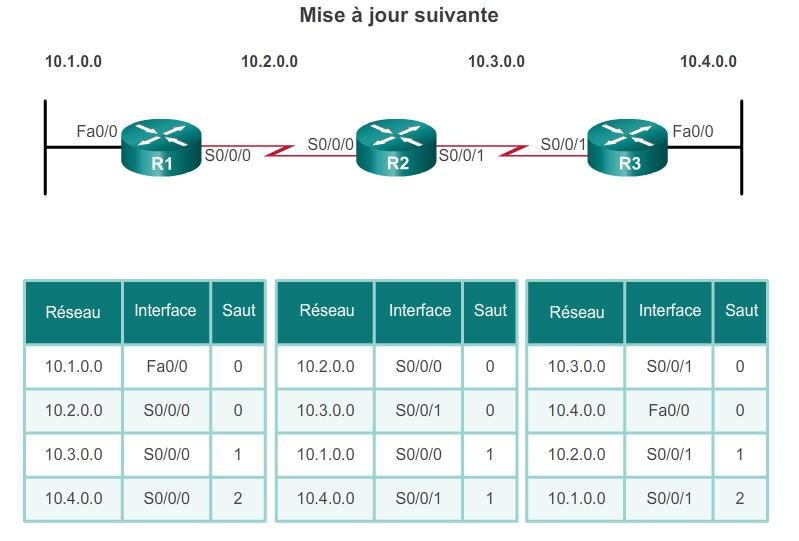 Mise à jour suivante
10.1.0.0 10.2.0.0 10.3.0.0 10.4.0.0
Fa0/0 R1 S0/0/0 S0/0/0 R2 S0/0/1 S0/0/1 R3 Fa0/0
Réseau Interface Saut Réseau Interface Saut Réseau Interface Saut
10.1.0.0 Fa0/0 0 10.2.0.0 S0/0/0 0 10.3.0.0 S0/0/1 0
10.2.0.0 S0/0/0 0 10.3.0.0 S0/0/1 0 10.4.0.0 Fa0/0 0
10.3.0.0 S0/0/0 1 10.1.0.0 S0/0/0 1 10.2.0.0 S0/0/1 1
10.4.0.0 S0/0/0 2 10.4.0.0 S0/0/1 1 10.1.0.0 S0/0/1 2